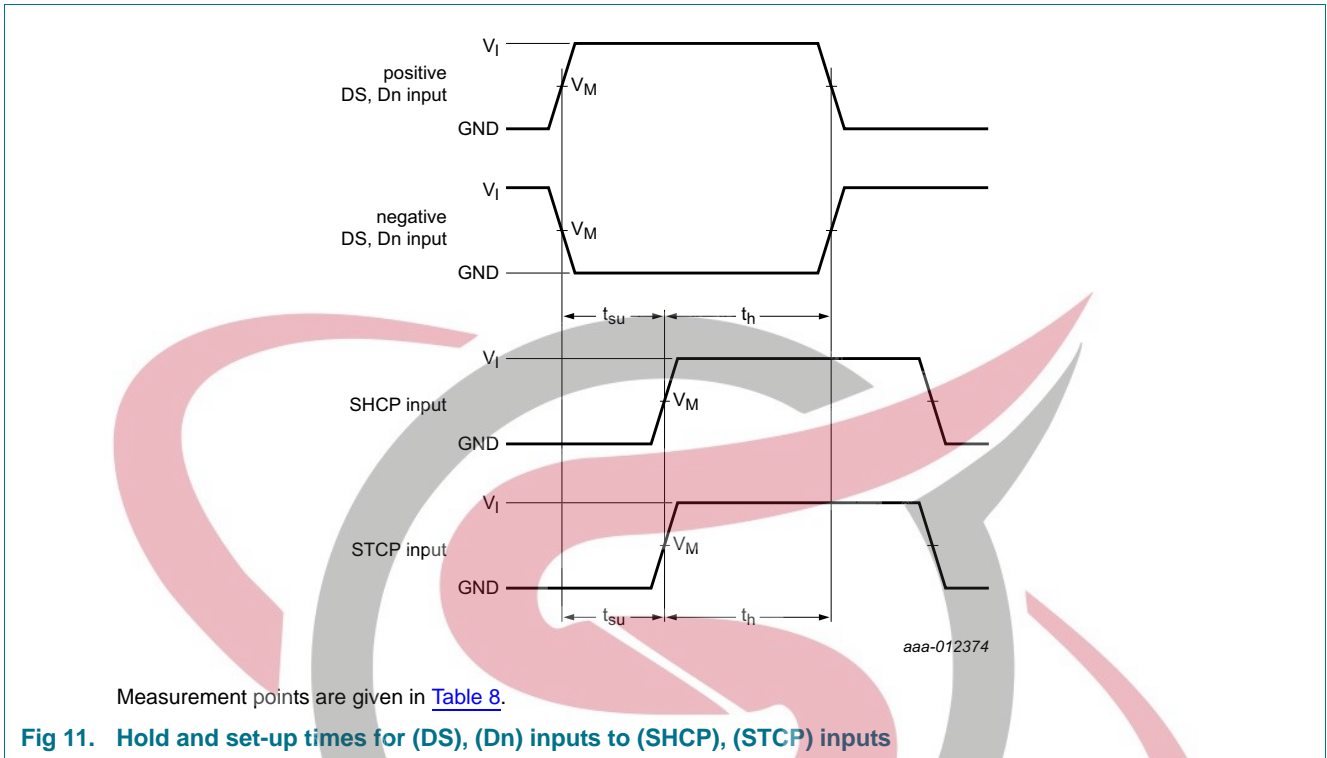 VI
positive
DS, Dn input
VM
GND
VI
negative
DS, Dn input
VM
GND
tsu
th
VI
SHCP input
VM
GND
VI
STCP input
VM
GND
tsu
th
aaa-012374
Measurement points are given in Table 8.
Fig 11. Hold and set-up times for (DS), (Dn) inputs to (SHCP), (STCP) inputs